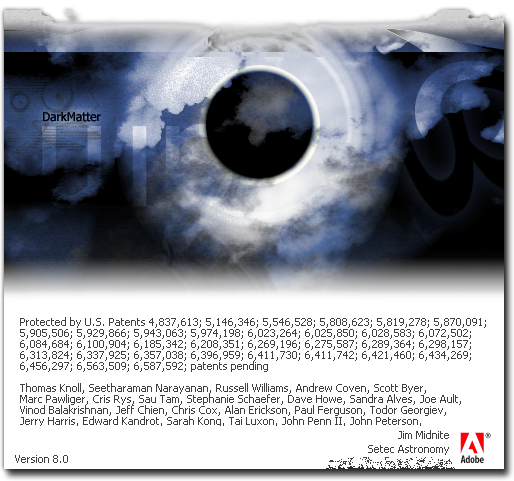 DarkMatter
Protected by U.S. Patents 4,837,613; 5,146,346; 5,546,528; 5,808,623; 5,819,278; 5,870,091;
5,905,506; 5,929,866; 5,943,063; 5,974,198; 6,023,264; 6,025,850; 6,028,583; 6,072,502;
6,084,684; 6,100,904; 6,185,342; 6,208,351; 6,269,196; 6,275,587; 6,289,364; 6,298,157;
6,313,824; 6,337,925; 6,357,038; 6,396,959; 6,411,730; 6,411,742; 6,421,460; 6,434,269;
6,456,297; 6,563,509; 6,587,592; patents pending
Thomas Knoll, Seetharaman Narayanan, Russell Williams, Andrew Coven, Scott Byer,
Marc Pawliger, Cris Rys, Sau Tam, Stephanie Schaefer, Dave Howe, Sandra Alves, Joe Ault,
Vinod Balakrishnan, Jeff Chien, Chris Cox, Alan Erickson, Paul Ferguson, Todor Georgiev,
Jerry Harris, Edward Kandrot, Sarah Kong, Tai Luxon, John Penn II, John Peterson,
Jim Midnite
Setec Astronomy
Version 8.0
Adobe